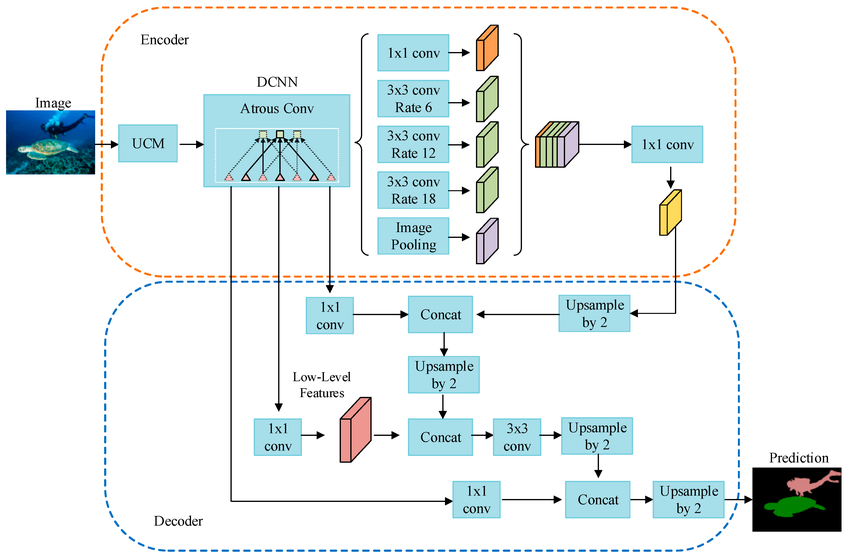 Encoder
DCNN
Image
UCM
Atrous Conv
1x1 conv
3x3 conv
Rate 6
3x3 conv
Rate 12
3x3 conv
Rate 18
Image
Pooling
1x1 conv
1x1
conv
Concat
Upsample
by 2
Upsample
by 2
Low-Level
Features
1x1
conv
Concat
3x3
conv
Upsample
by 2
1x1
conv
Concat
Upsample
by 2
Prediction
Decoder